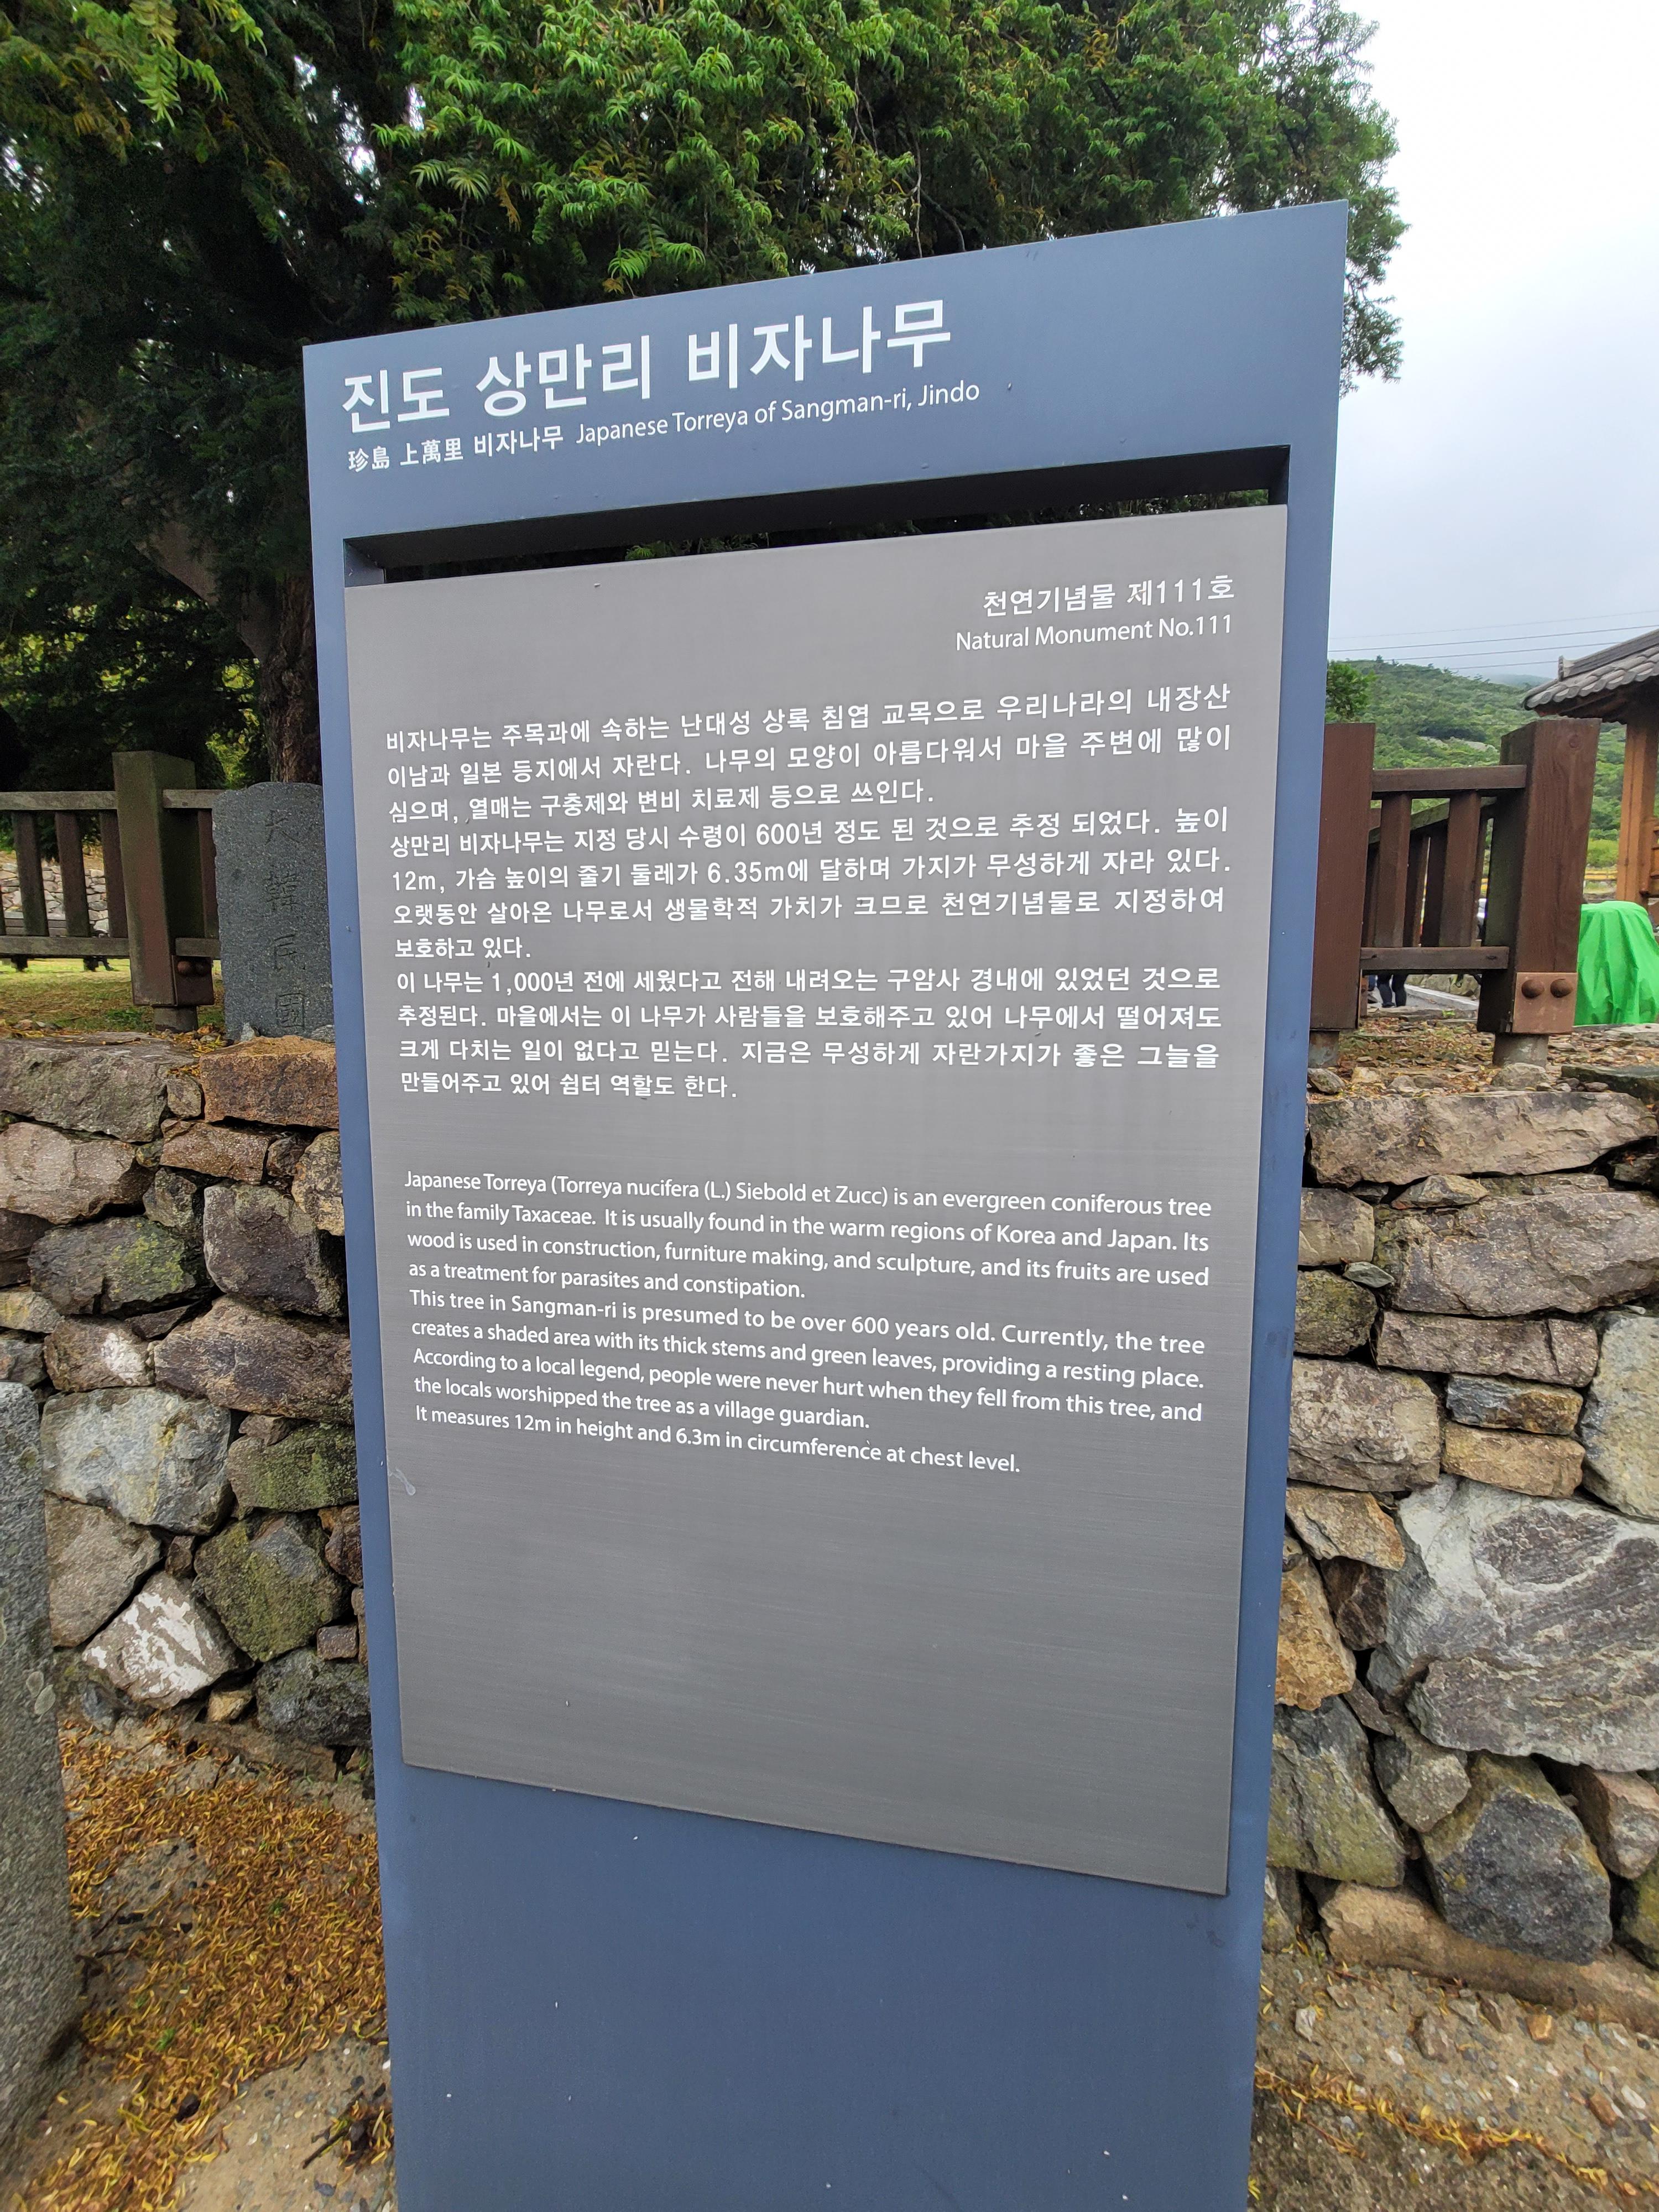 진도 상만리 비자나무
珍島 上萬里 비자나무 Japanese Torreya of Sangman-ri, Jindo
천연기념물 제111호
Natural Monument No.111
비자나무는 주목과에 속하는 난대성 상록 침엽 교목으로 우리나라의 내장산
이남과 일본 등지에서 자란다. 나무의 모양이 아름다워서 마을 주변에 많이
심으며, 열매는 구충제와 변비 치료제 등으로 쓰인다.
상만리 비자나무는 지정 당시 수령이 600년 정도 된 것으로 추정 되었다. 높이
12m, 가슴 높이의 줄기 둘레가 6.35m에 달하며 가지가 무성하게 자라 있다.
오랫동안 살아온 나무로서 생물학적 가치가 크므로 천연기념물로 지정하여
보호하고 있다.
이 나무는 1,000년 전에 세웠다고 전해 내려오는 구암사 경내에 있었던 것으로
추정된다. 마을에서는 이 나무가 사람들을 보호해주고 있어 나무에서 떨어져도
크게 다치는 일이 없다고 믿는다. 지금은 무성하게 자란가지가 좋은 그늘을
만들어주고 있어 쉼터 역할도 한다.
Japanese Torreya (Torreya nucifera (L.) Siebold et Zucc) is an evergreen coniferous tree
in the family Taxaceae. It is usually found in the warm regions of Korea and Japan. Its
wood is used in construction, furniture making, and sculpture, and its fruits are used
as a treatment for parasites and constipation.
This tree in Sangman-ri is presumed to be over 600 years old. Currently, the tree
creates a shaded area with its thick stems and green leaves, providing a resting place.
According to a local legend, people were never hurt when they fell from this tree, and
the locals worshipped the tree as a village guardian.
It measures 12m in height and 6.3m in circumference at chest level.
大韓民國